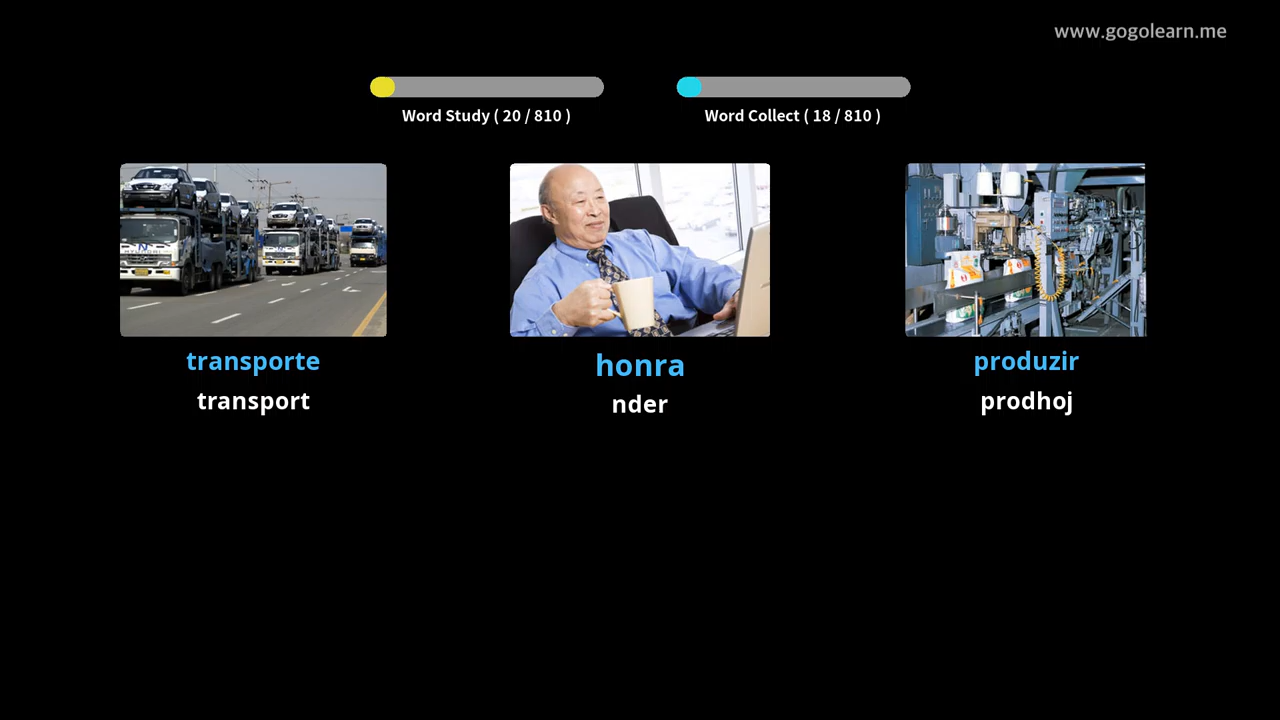 www.gogolearn.me
Word Study ( 20 / 810 )
Word Collect ( 18 / 810 )
transporte
transport
honra
nder
produzir
prodhoj